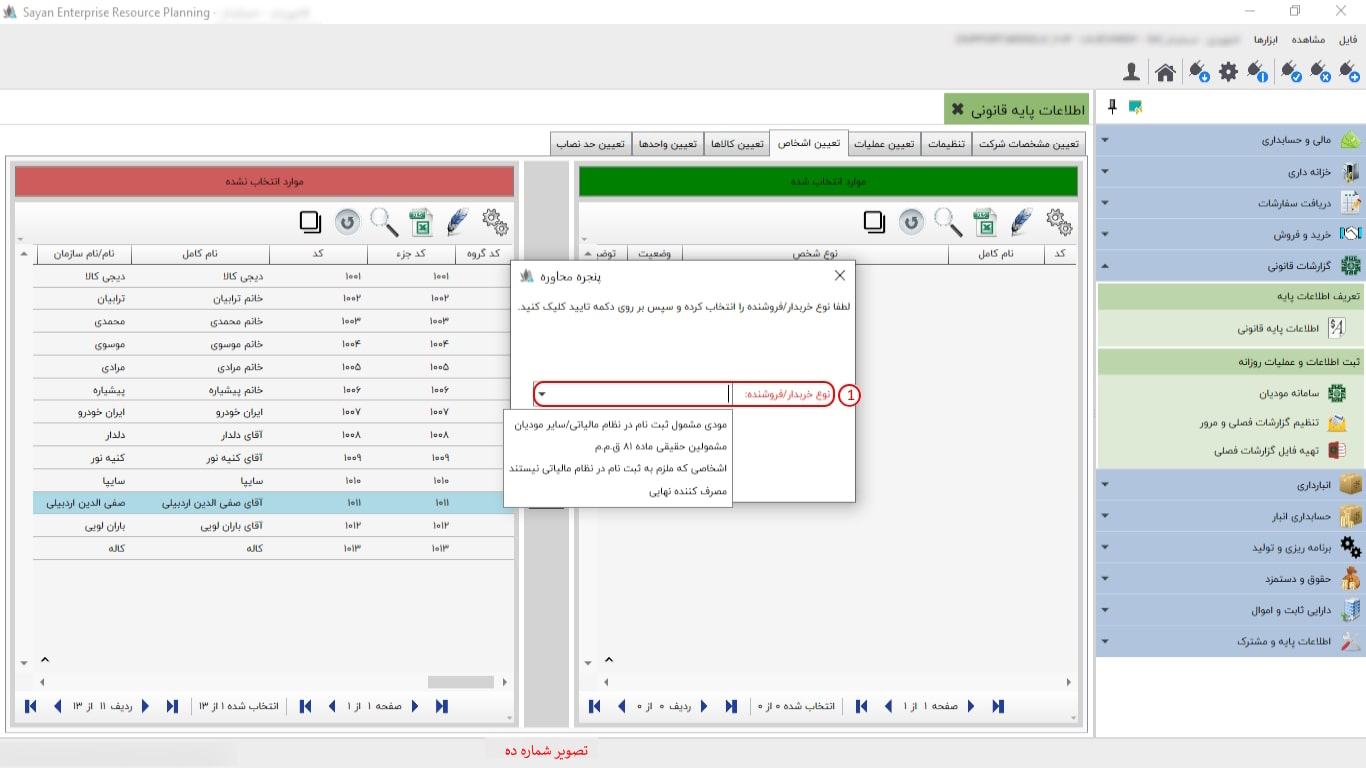 Sayan Enterprise Resource Planning -
فایل مشاهده ابزارها
اطلاعات پایه قانونی
تعیین مشخصات شرکت تنظیمات تعیین عملیات تعیین اشخاص تعیین کالاها تعیین واحدها تعیین حد نصاب
مالی و حسابداری
خزانه داری
دریافت سفارشات
خرید و فروش
گزارشات قانونی
تعریف اطلاعات پایه
اطلاعات پایه قانونی
ثبت اطلاعات و عملیات روزانه
سامانه مودیان
تنظیم گزارشات فصلی و مرور
تهیه فایل گزارشات فصلی
انبارداری
حسابداری انبار
برنامه ریزی و تولید
حقوق و دستمزد
دارایی ثابت و اموال
اطلاعات پایه و مشترک
موارد انتخاب شده
کد نام کامل نوع شخص وضعیت توضی
صفحه ۱ از ۱ انتخاب شده ۰ از ۰ ردیف ۰ از ۰
پنجره محاوره
لطفا نوع خریدار/فروشنده را انتخاب کرده و سپس بر روی دکمه تایید کلیک کنید.
1 نوع خریدار/فروشنده:
مودی مشمول ثبت نام در نظام مالیاتی/سایر مودیان
مشمولین حقیقی ماده ۸۱ ق.م.م
اشخاصی که ملزم به ثبت نام در نظام مالیاتی نیستند
مصرف کننده نهایی
موارد انتخاب نشده
کد گروه کد جزء کد نام کامل نام/نام سازمان
۱۰۰۱ ۱۰۰۱ دیجی کالا دیجی کالا
۱۰۰۲ ۱۰۰۲ خانم ترابیان ترابیان
۱۰۰۳ ۱۰۰۳ خانم محمدی محمدی
۱۰۰۴ ۱۰۰۴ خانم موسوی موسوی
۱۰۰۵ ۱۰۰۵ خانم مرادی مرادی
۱۰۰۶ ۱۰۰۶ خانم پیشیاره پیشیاره
۱۰۰۷ ۱۰۰۷ ایران خودرو ایران خودرو
۱۰۰۸ ۱۰۰۸ آقای دلدار دلدار
۱۰۰۹ ۱۰۰۹ آقای کنیه نور کنیه نور
۱۰۱۰ ۱۰۱۰ سایپا سایپا
۱۰۱۱ ۱۰۱۱ آقای صفی الدین اردبیلی صفی الدین اردبیلی
۱۰۱۲ ۱۰۱۲ آقای باران لویی باران لویی
۱۰۱۳ ۱۰۱۳ کاله کاله
صفحه ۱ از ۱ انتخاب شده ۱ از ۱۳ ردیف ۱۱ از ۱۳
تصویر شماره ده